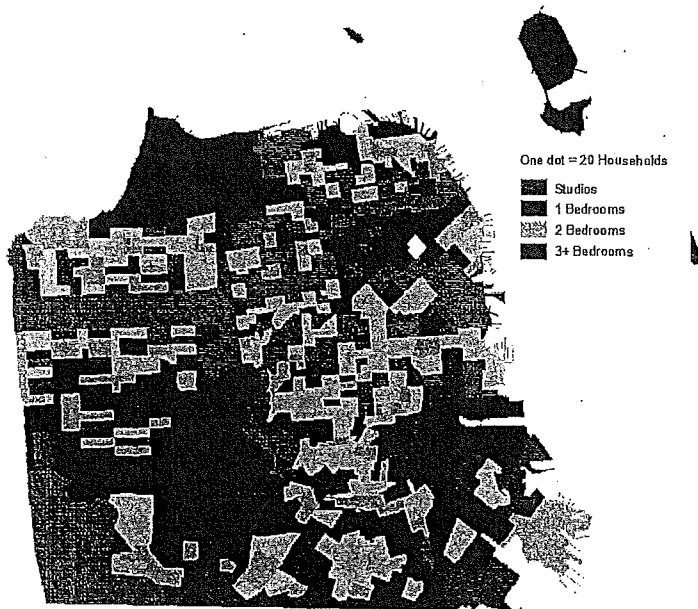 One dot = 20 Households
Studios
1 Bedrooms
2 Bedrooms
3+ Bedrooms